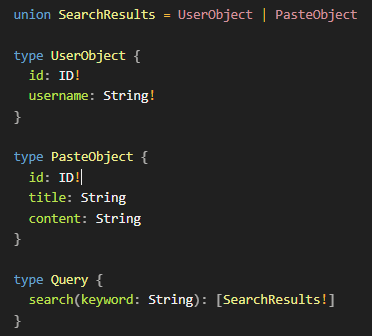 union SearchResults = UserObject | PasteObject
type UserObject {
id: ID!
username: String!
}
type PasteObject {
id: ID!
title: String
content: String
}
type Query {
search(keyword: String): [SearchResults!]
}